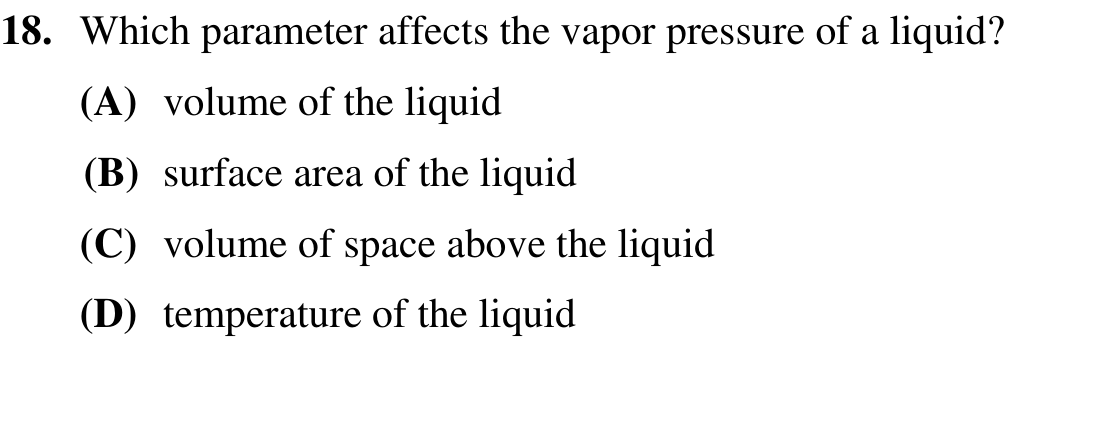 18. Which parameter affects the vapor pressure of a liquid?
(A) volume of the liquid
(B) surface area of the liquid
(C) volume of space above the liquid
(D) temperature of the liquid